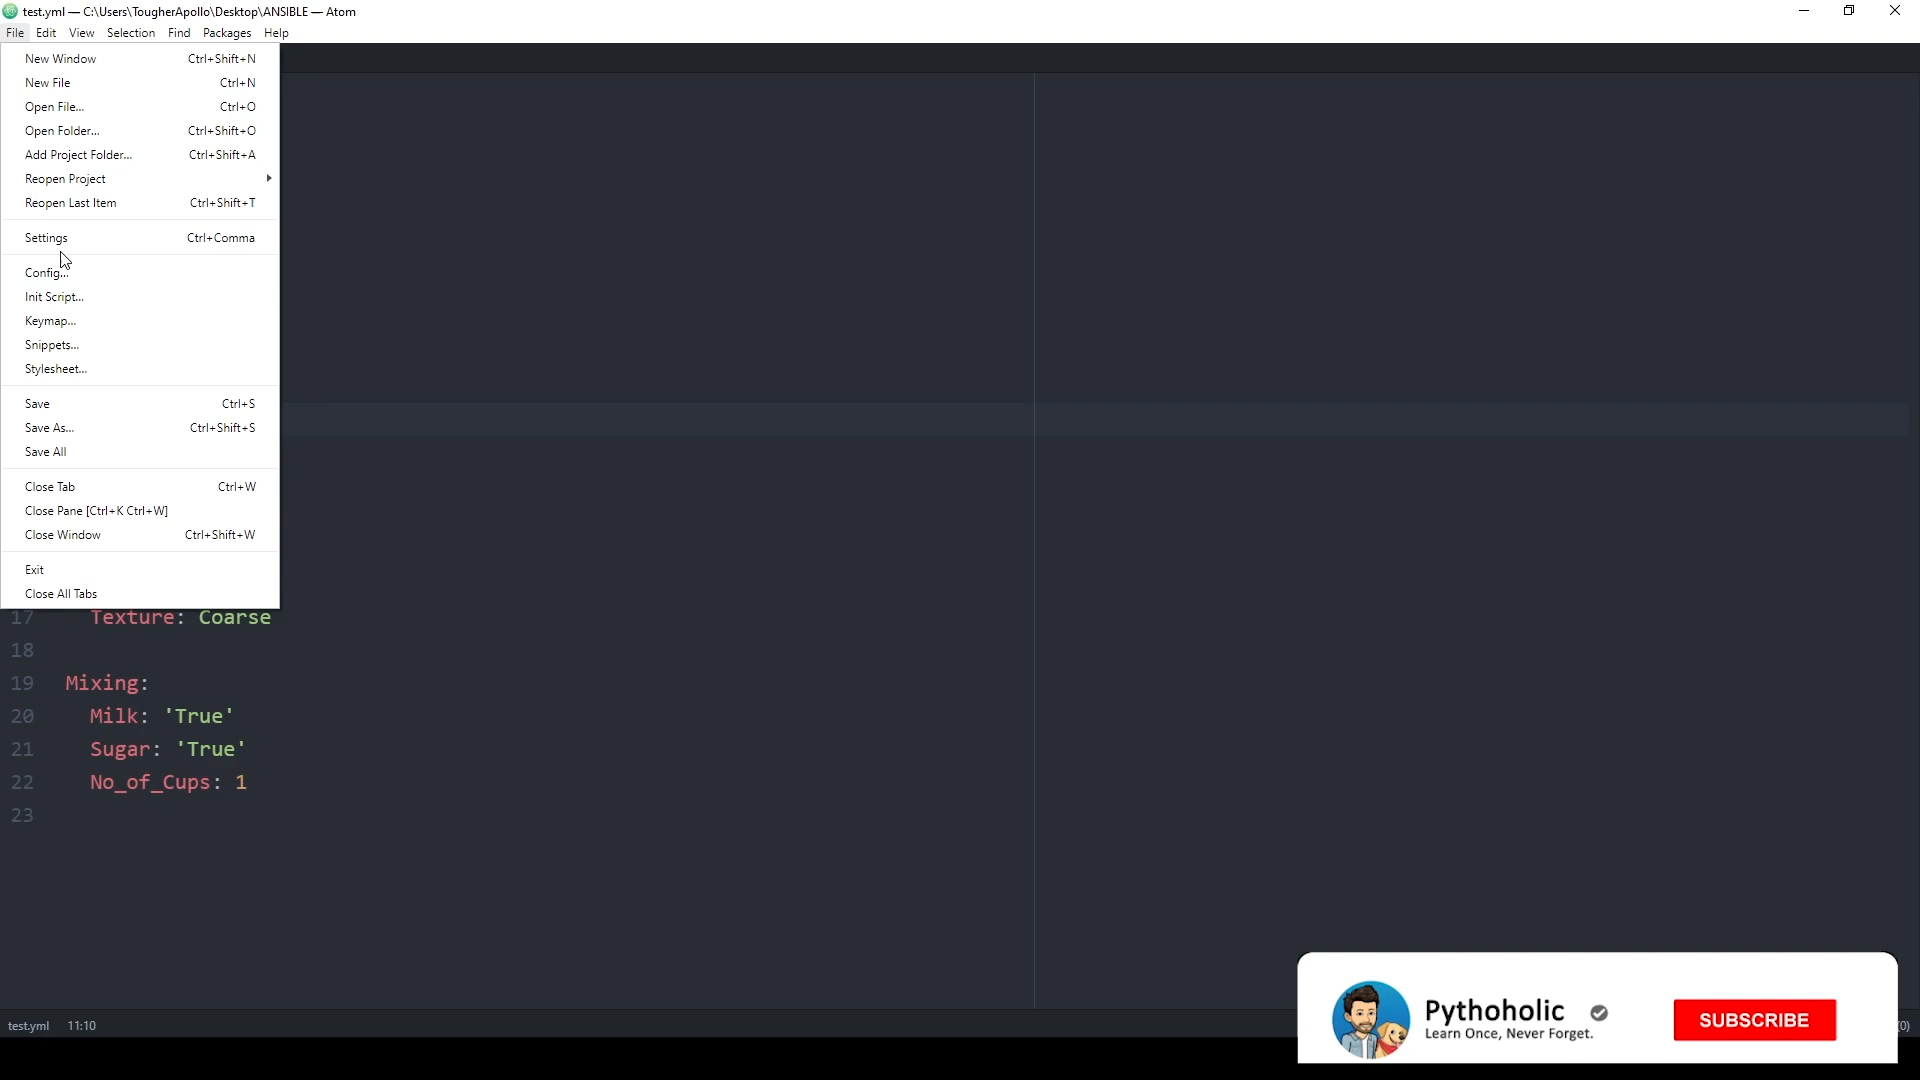 test.yml — C:\Users\TougherApollo\Desktop\ANSIBLE — Atom
File Edit View Selection Find Packages Help
New Window Ctrl+Shift+N
New File Ctrl+N
Open File... Ctrl+O
Open Folder... Ctrl+Shift+O
Add Project Folder... Ctrl+Shift+A
Reopen Project
Reopen Last Item Ctrl+Shift+T
Settings Ctrl+Comma
Config...
Init Script...
Keymap...
Snippets...
Stylesheet...
Save Ctrl+S
Save As... Ctrl+Shift+S
Save All
Close Tab Ctrl+W
Close Pane [Ctrl+K Ctrl+W]
Close Window Ctrl+Shift+W
Exit
Close All Tabs
17 Texture: Coarse
18
19 Mixing:
20 Milk: 'True'
21 Sugar: 'True'
22 No_of_Cups: 1
23
Pythoholic
Learn Once, Never Forget.
SUBSCRIBE
test.yml 11:10